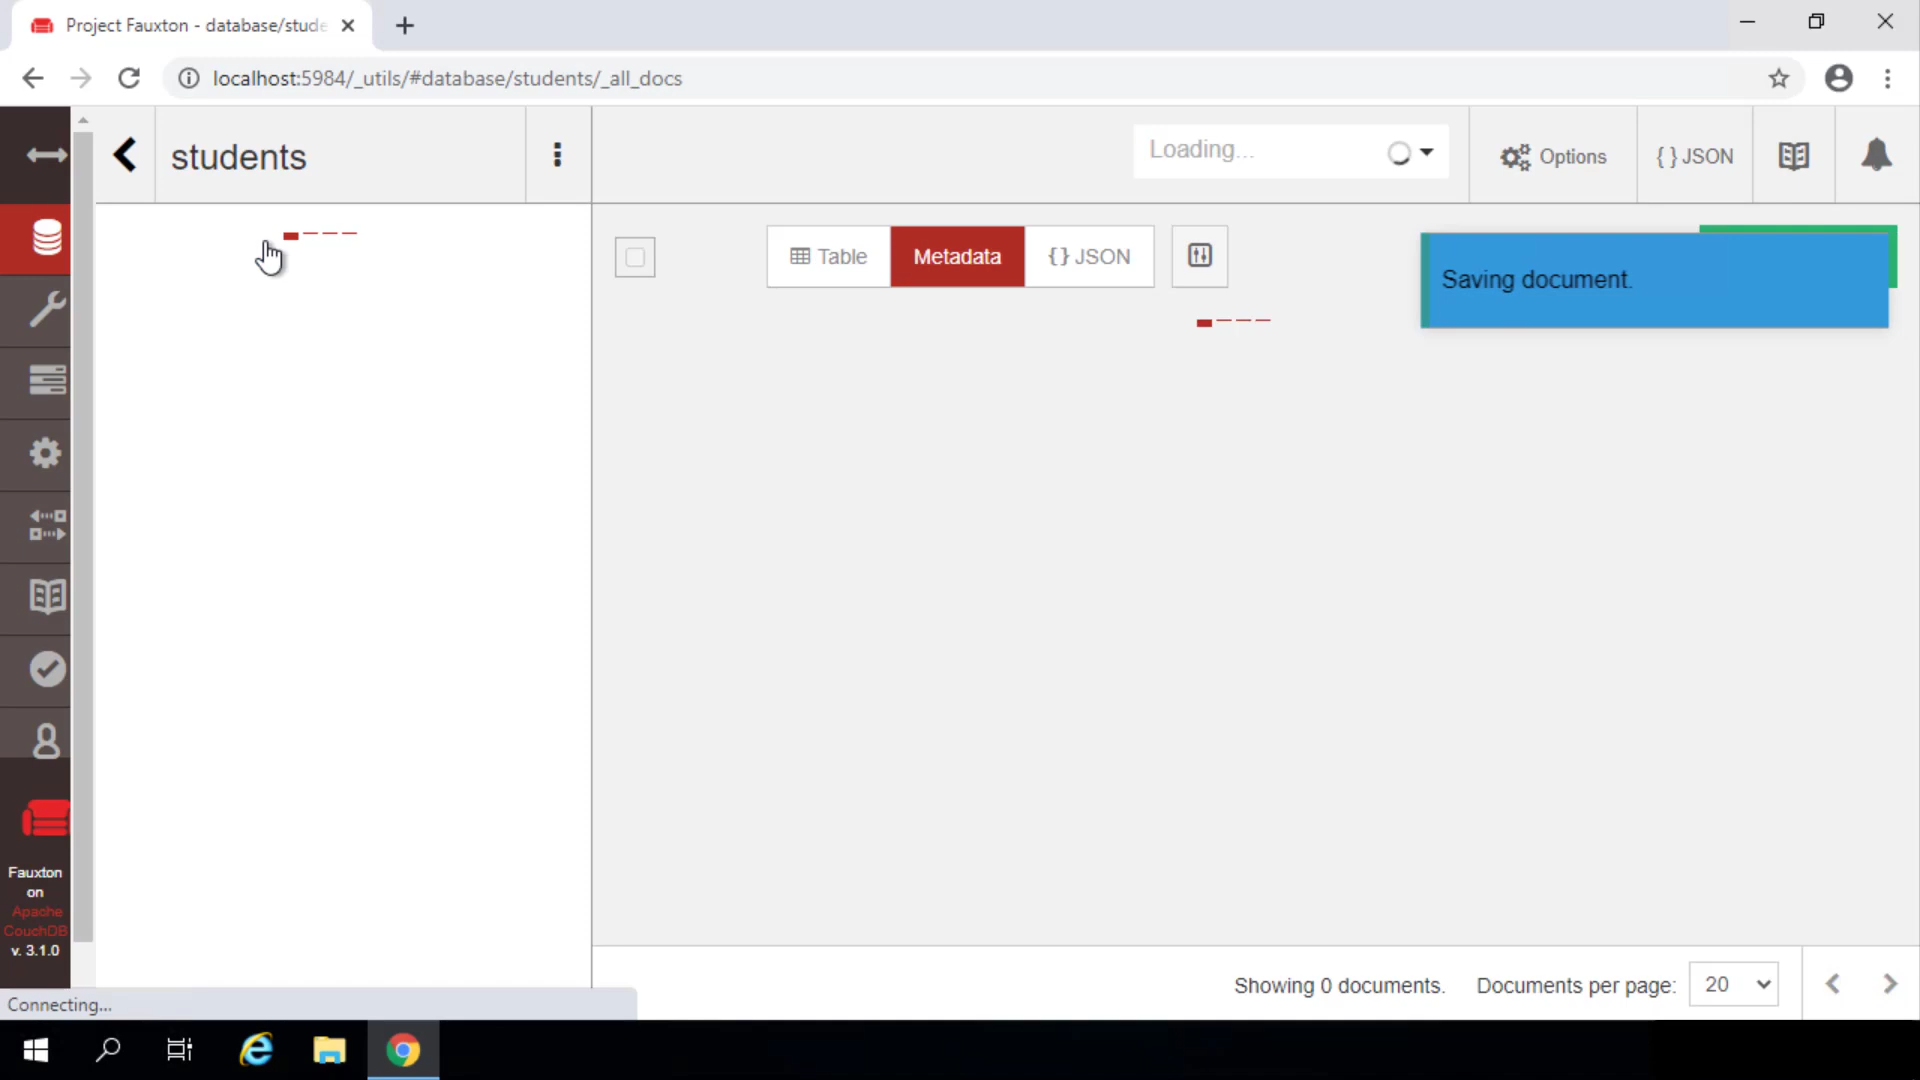 Project Fauxton - database/stude
localhost:5984/_utils/#database/students/_all_docs
students
Loading...
Options
{ } JSON
Table
Metadata
{ } JSON
Saving document.
Fauxton
on
Apache
CouchDB
v. 3.1.0
Showing 0 documents.
Documents per page:
20
Connecting...